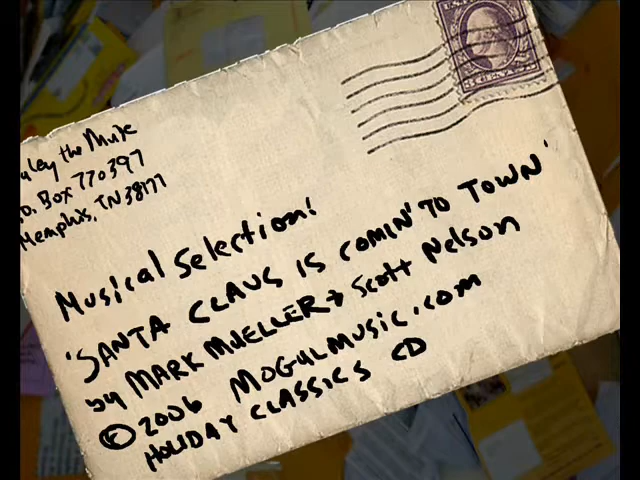 the Mule
P.O. Box 770397
Memphis, TN 38177
Musical Selection!
'SANTA CLAUS IS COMIN' TO TOWN'
by MARK MUELLER & Scott Nelson
© 2006 MOGULMUSIC.com
HOLIDAY CLASSICS CD